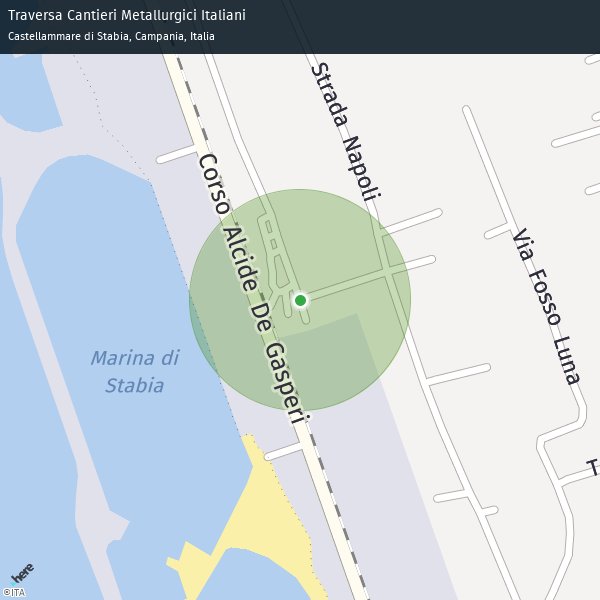 Traversa Cantieri Metallurgici Italiani
Castellammare di Stabia, Campania, Italia
Strada Napoli
Corso Alcide De Gasperi
Via Fosso Luna
Marina di
Stabia
here
©ITA